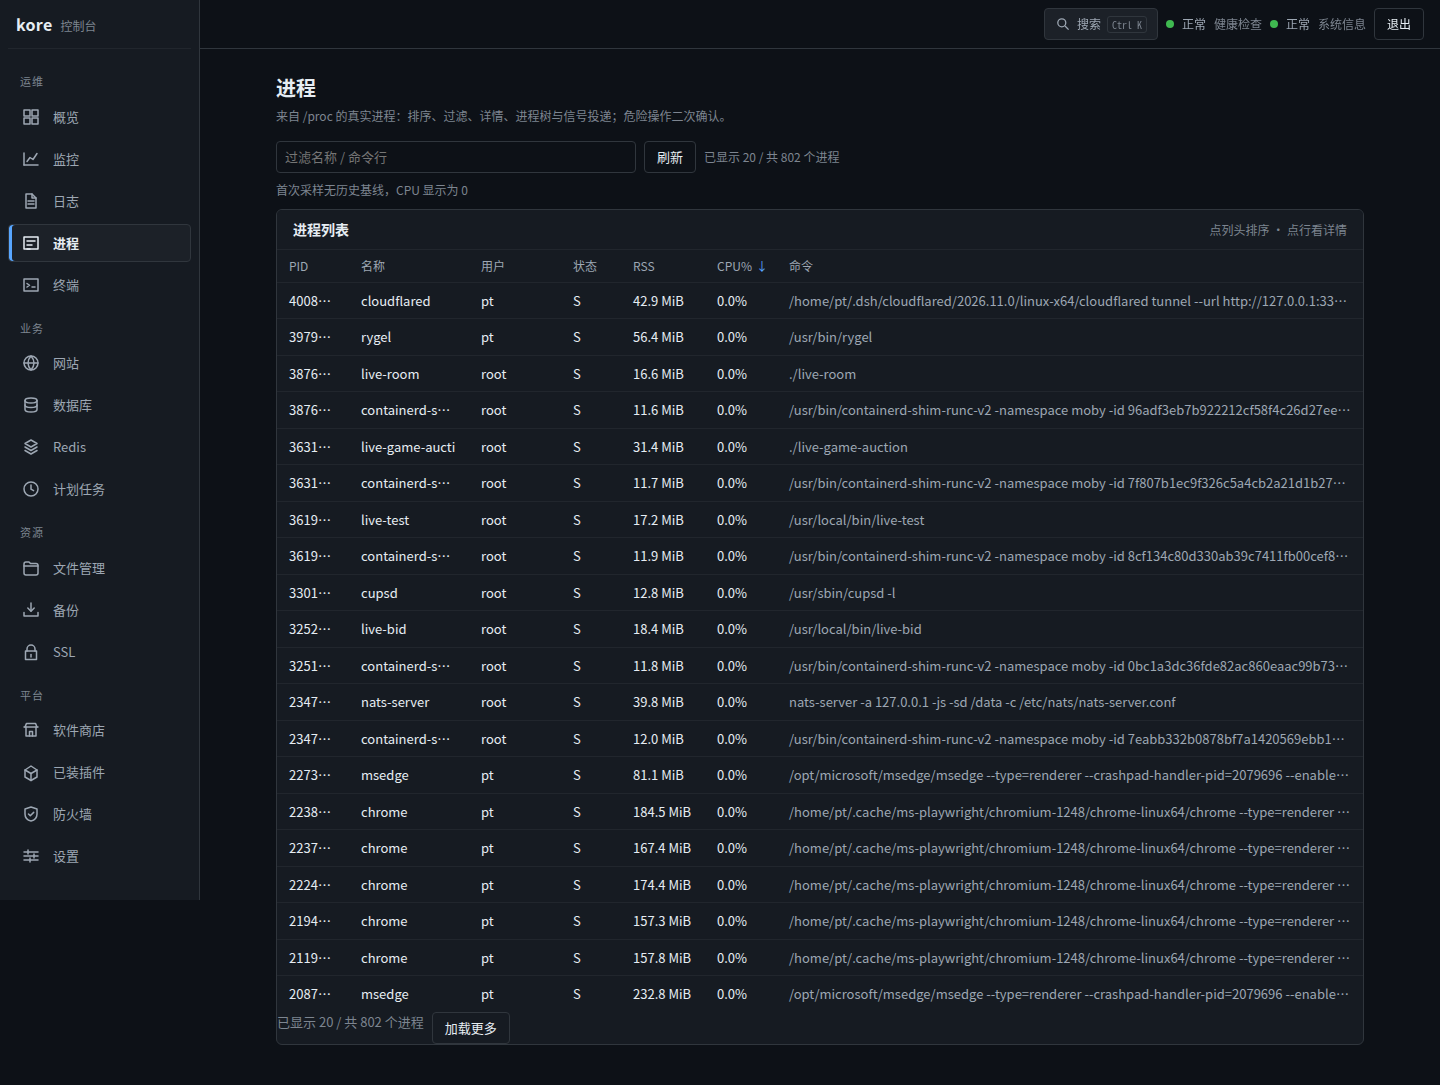 kore 控制台
搜索 Ctrl K 正常 健康检查 正常 系统信息 退出
运维
概览
监控
日志
进程
终端
业务
网站
数据库
Redis
计划任务
资源
文件管理
备份
SSL
平台
软件商店
已装插件
防火墙
设置
进程
来自 /proc 的真实进程：排序、过滤、详情、进程树与信号投递；危险操作二次确认。
过滤名称 / 命令行 刷新 已显示 20 / 共 802 个进程
首次采样无历史基线，CPU 显示为 0
进程列表 点列头排序 · 点行看详情
PID 名称 用户 状态 RSS CPU% ↓ 命令
4008… cloudflared pt S 42.9 MiB 0.0% /home/pt/.dsh/cloudflared/2026.11.0/linux-x64/cloudflared tunnel --url http://127.0.0.1:33…
3979… rygel pt S 56.4 MiB 0.0% /usr/bin/rygel
3876… live-room root S 16.6 MiB 0.0% ./live-room
3876… containerd-s… root S 11.6 MiB 0.0% /usr/bin/containerd-shim-runc-v2 -namespace moby -id 96adf3eb7b922212cf58f4c26d27ee…
3631… live-game-aucti root S 31.4 MiB 0.0% ./live-game-auction
3631… containerd-s… root S 11.7 MiB 0.0% /usr/bin/containerd-shim-runc-v2 -namespace moby -id 7f807b1ec9f326c5a4cb2a21d1b27…
3619… live-test root S 17.2 MiB 0.0% /usr/local/bin/live-test
3619… containerd-s… root S 11.9 MiB 0.0% /usr/bin/containerd-shim-runc-v2 -namespace moby -id 8cf134c80d330ab39c7411fb00cef8…
3301… cupsd root S 12.8 MiB 0.0% /usr/sbin/cupsd -l
3252… live-bid root S 18.4 MiB 0.0% /usr/local/bin/live-bid
3251… containerd-s… root S 11.8 MiB 0.0% /usr/bin/containerd-shim-runc-v2 -namespace moby -id 0bc1a3dc36fde82ac860eaac99b73…
2347… nats-server root S 39.8 MiB 0.0% nats-server -a 127.0.0.1 -js -sd /data -c /etc/nats/nats-server.conf
2347… containerd-s… root S 12.0 MiB 0.0% /usr/bin/containerd-shim-runc-v2 -namespace moby -id 7eabb332b0878bf7a1420569ebb1…
2273… msedge pt S 81.1 MiB 0.0% /opt/microsoft/msedge/msedge --type=renderer --crashpad-handler-pid=2079696 --enable…
2238… chrome pt S 184.5 MiB 0.0% /home/pt/.cache/ms-playwright/chromium-1248/chrome-linux64/chrome --type=renderer …
2237… chrome pt S 167.4 MiB 0.0% /home/pt/.cache/ms-playwright/chromium-1248/chrome-linux64/chrome --type=renderer …
2224… chrome pt S 174.4 MiB 0.0% /home/pt/.cache/ms-playwright/chromium-1248/chrome-linux64/chrome --type=renderer …
2194… chrome pt S 157.3 MiB 0.0% /home/pt/.cache/ms-playwright/chromium-1248/chrome-linux64/chrome --type=renderer …
2119… chrome pt S 157.8 MiB 0.0% /home/pt/.cache/ms-playwright/chromium-1248/chrome-linux64/chrome --type=renderer …
2087… msedge pt S 232.8 MiB 0.0% /opt/microsoft/msedge/msedge --type=renderer --crashpad-handler-pid=2079696 --enable…
已显示 20 / 共 802 个进程 加载更多